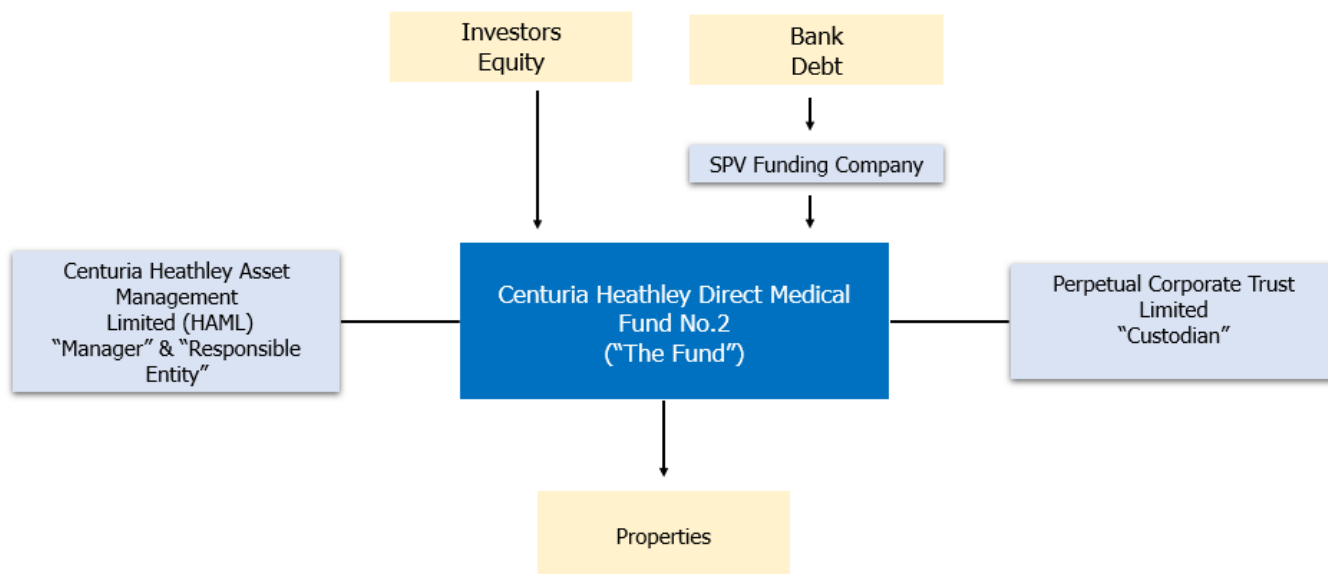 Investors
Equity
Bank
Debt
SPV Funding Company
Centuria Heathley Asset
Management
Limited (HAML)
“Manager” & “Responsible
Entity”
Centuria Heathley Direct Medical
Fund No.2
(“The Fund”)
Perpetual Corporate Trust
Limited
“Custodian”
Properties